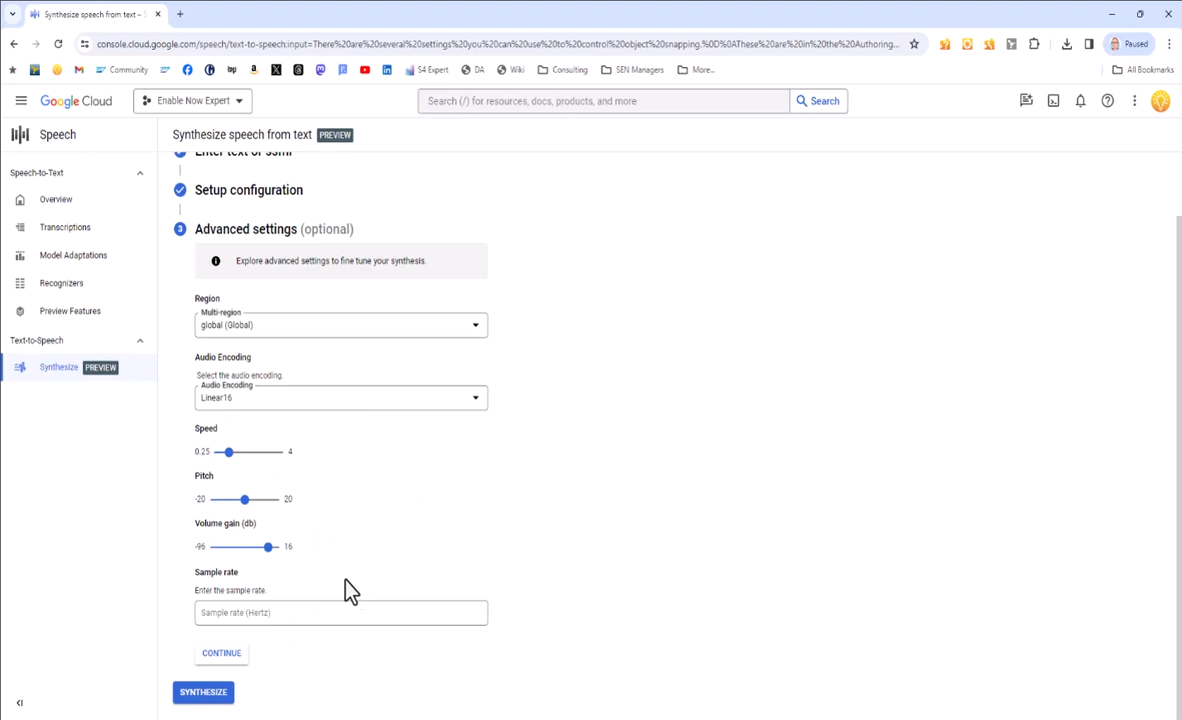 Synthesize speech from text –
console.cloud.google.com/speech/text-to-speech:input=There%20are%20several%20settings%20you%20can%20use%20to%20control%20object%20snapping.%0D%0AThese%20are%20in%20the%20Authoring...
Paused
Community
S4 Expert
DA
Wiki
Consulting
SEN Managers
More...
All Bookmarks
Google Cloud
Enable Now Expert
Search (/) for resources, docs, products, and more
Search
Speech
Synthesize speech from text PREVIEW
Speech-to-Text
Overview
Transcriptions
Model Adaptations
Recognizers
Preview Features
Text-to-Speech
Synthesize PREVIEW
Enter text or ssml
Setup configuration
3 Advanced settings (optional)
Explore advanced settings to fine tune your synthesis.
Region
Multi-region
global (Global)
Audio Encoding
Select the audio encoding.
Audio Encoding
Linear16
Speed
0.25 4
Pitch
-20 20
Volume gain (db)
-96 16
Sample rate
Enter the sample rate.
Sample rate (Hertz)
CONTINUE
SYNTHESIZE